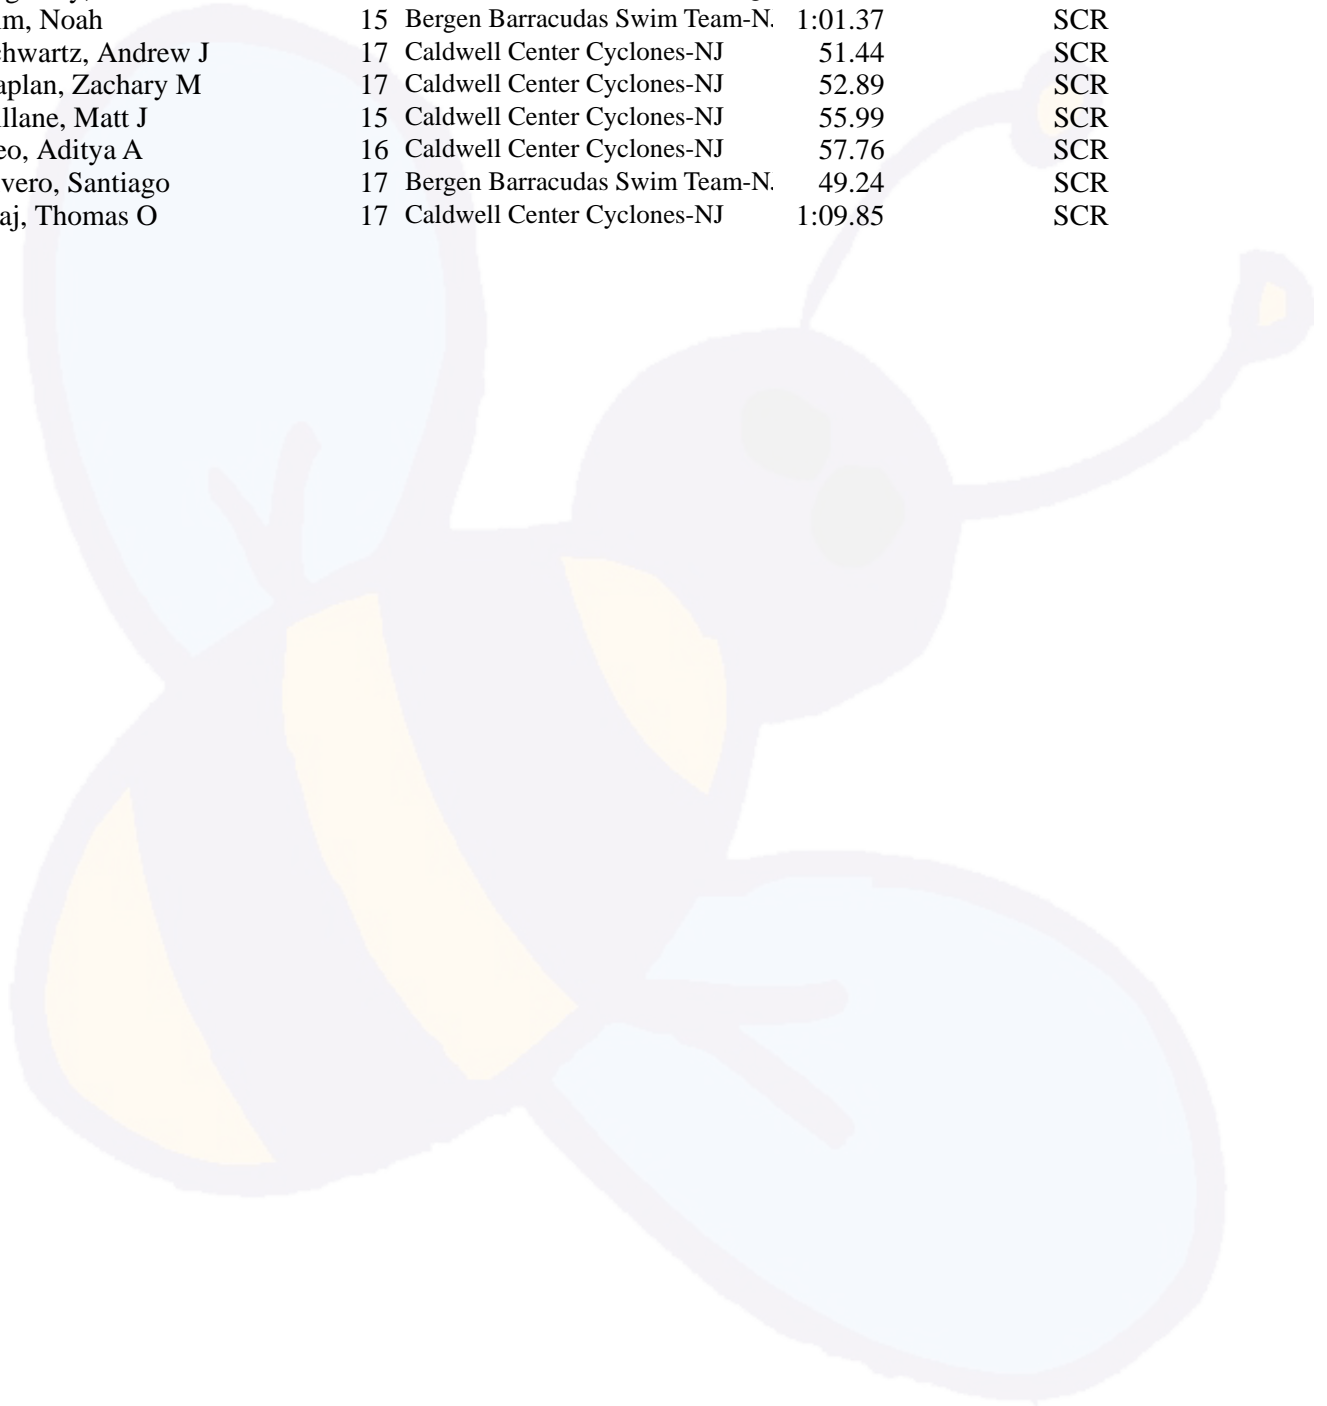 m, Noah 15 Bergen Barracudas Swim Team-N. 1:01.37 SCR
hwartz, Andrew J 17 Caldwell Center Cyclones-NJ 51.44 SCR
aplan, Zachary M 17 Caldwell Center Cyclones-NJ 52.89 SCR
llane, Matt J 15 Caldwell Center Cyclones-NJ 55.99 SCR
eo, Aditya A 16 Caldwell Center Cyclones-NJ 57.76 SCR
vero, Santiago 17 Bergen Barracudas Swim Team-N. 49.24 SCR
aj, Thomas O 17 Caldwell Center Cyclones-NJ 1:09.85 SCR